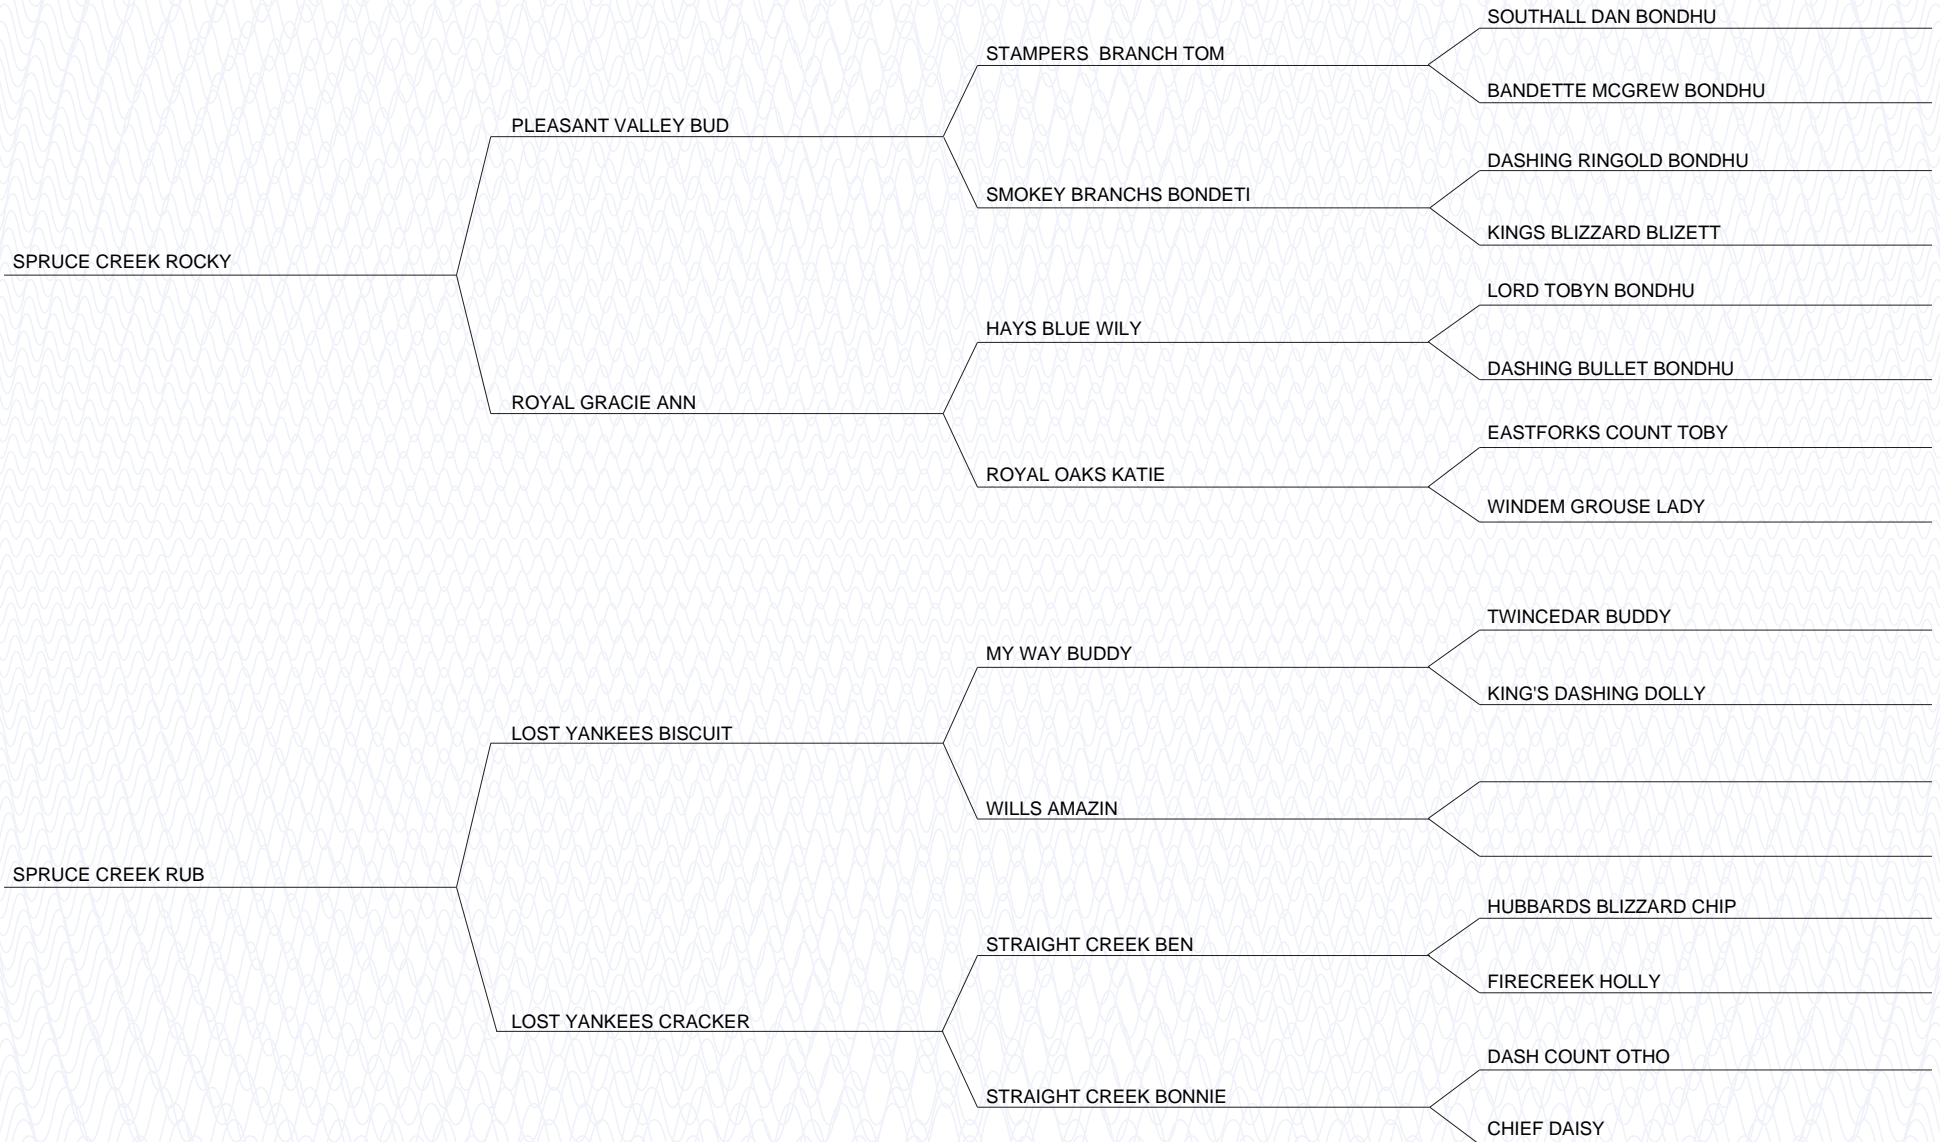 SOUTHALL DAN BONDHU
STAMPERS  BRANCH TOM
BANDETTE MCGREW BONDHU
PLEASANT VALLEY BUD
DASHING RINGOLD BONDHU
SMOKEY BRANCHS BONDETI
KINGS BLIZZARD BLIZETT
SPRUCE CREEK ROCKY
LORD TOBYN BONDHU
HAYS BLUE WILY
DASHING BULLET BONDHU
ROYAL GRACIE ANN
EASTFORKS COUNT TOBY
ROYAL OAKS KATIE
WINDEM GROUSE LADY
TWINCEDAR BUDDY
MY WAY BUDDY
KING'S DASHING DOLLY
LOST YANKEES BISCUIT
WILLS AMAZIN
SPRUCE CREEK RUB
HUBBARDS BLIZZARD CHIP
STRAIGHT CREEK BEN
FIRECREEK HOLLY
LOST YANKEES CRACKER
DASH COUNT OTHO
STRAIGHT CREEK BONNIE
CHIEF DAISY